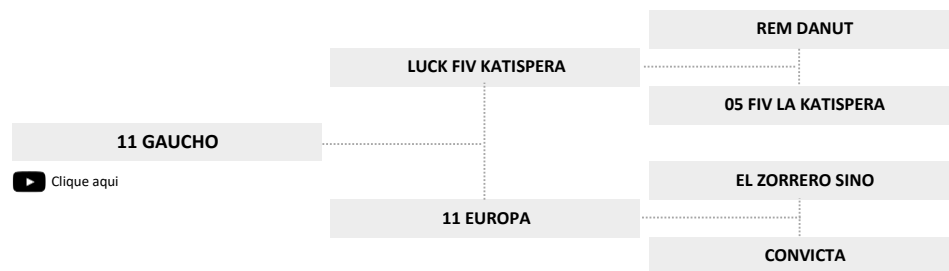 REM DANUT
LUCK FIV KATISPERA
05 FIV LA KATISPERA
11 GAUCHO
Clique aqui
EL ZORRERO SINO
11 EUROPA
CONVICTA